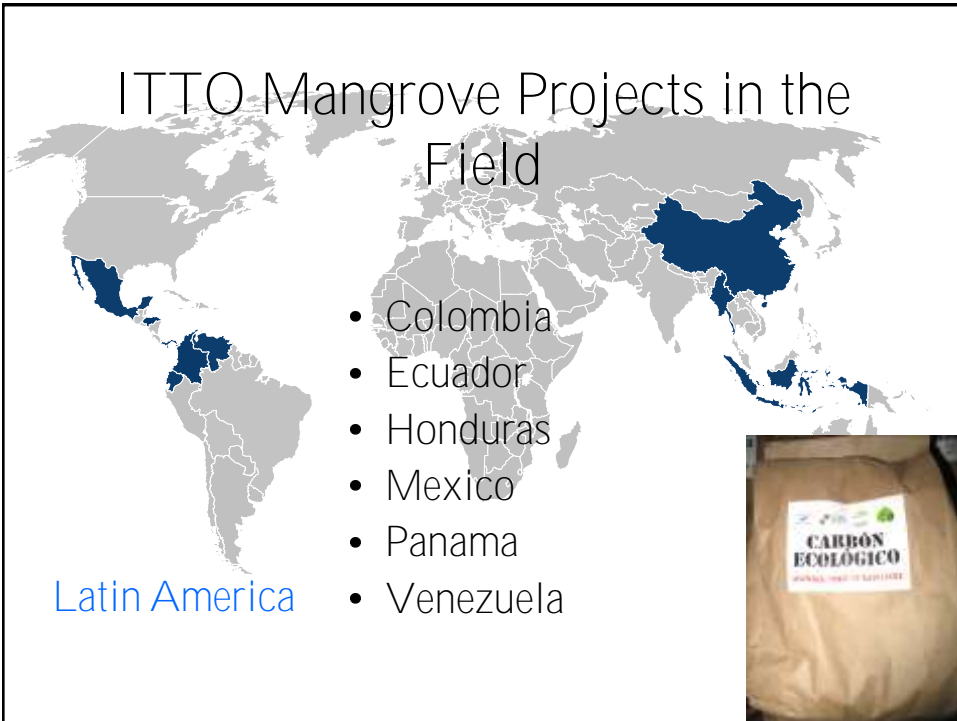 ITTO Mangrove Projects in the
Field
• Colombia
• Ecuador
• Honduras
• Mexico
• Panama
• Venezuela
Latin America
CARBÓN
ECOLÓGICO